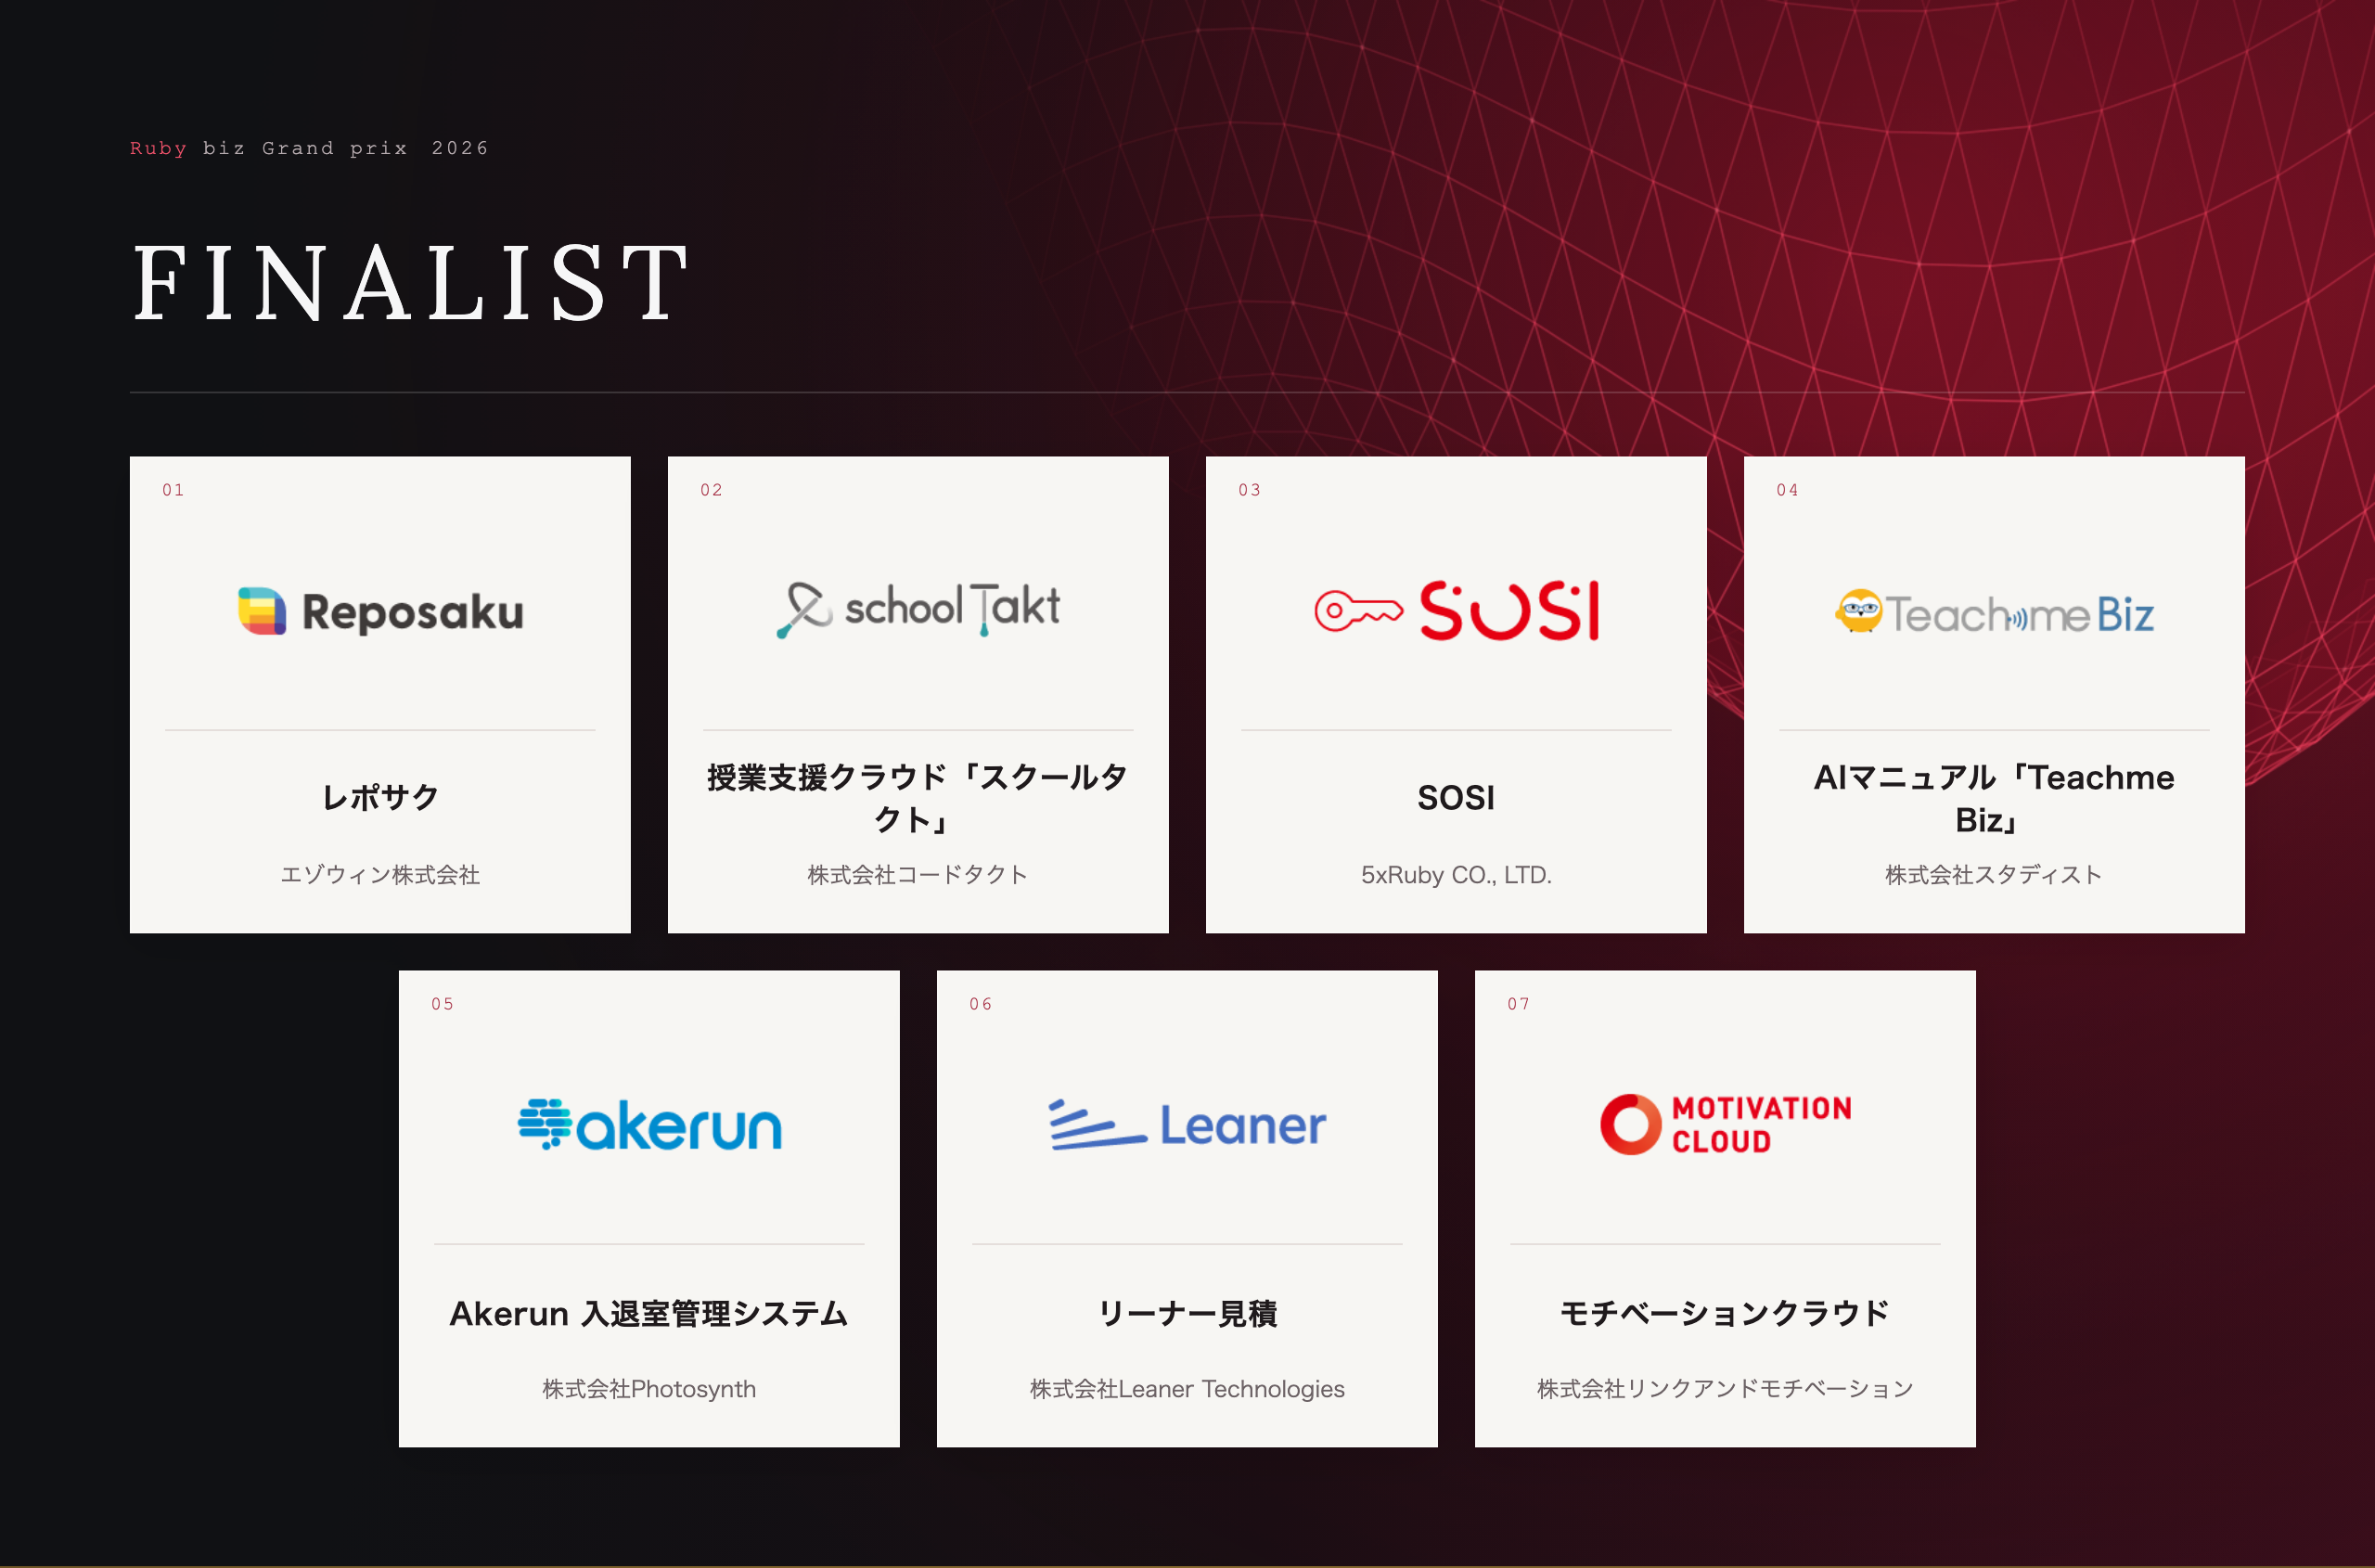 Ruby biz Grand prix 2026
FINALIST
01
Reposaku
レポサク
エゾウィン株式会社
02
school Takt
授業支援クラウド「スクールタ
クト」
株式会社コードタクト
03
SOSI
SOSI
5xRuby CO., LTD.
04
Teachme Biz
AIマニュアル「Teachme
Biz」
株式会社スタディスト
05
akerun
Akerun 入退室管理システム
株式会社Photosynth
06
Leaner
リーナー見積
株式会社Leaner Technologies
07
MOTIVATION
CLOUD
モチベーションクラウド
株式会社リンクアンドモチベーション